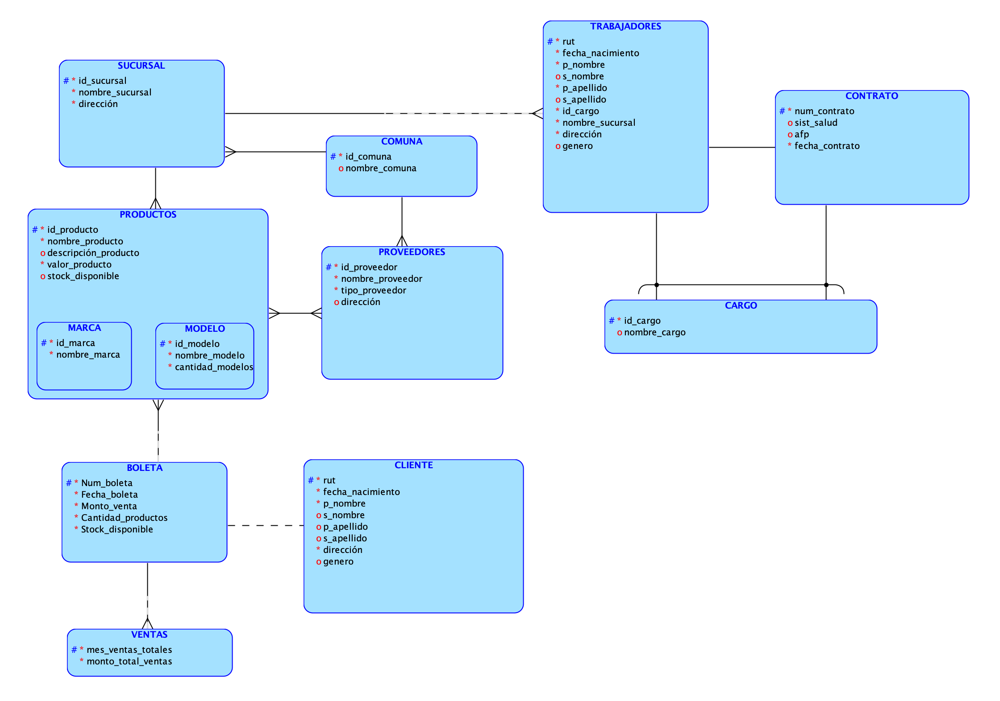 TRABAJADORES
# * rut
* fecha_nacimiento
* p_nombre
o s_nombre
* p_apellido
o s_apellido
* id_cargo
* nombre_sucursal
* dirección
o genero
SUCURSAL
# * id_sucursal
* nombre_sucursal
* dirección
CONTRATO
# * num_contrato
o sist_salud
o afp
* fecha_contrato
COMUNA
# * id_comuna
o nombre_comuna
PRODUCTOS
# * id_producto
* nombre_producto
o descripción_producto
* valor_producto
o stock_disponible
MARCA
# * id_marca
* nombre_marca
MODELO
# * id_modelo
* nombre_modelo
* cantidad_modelos
PROVEEDORES
# * id_proveedor
* nombre_proveedor
* tipo_proveedor
o dirección
CARGO
# * id_cargo
o nombre_cargo
BOLETA
# * Num_boleta
* Fecha_boleta
* Monto_venta
* Cantidad_productos
* Stock_disponible
CLIENTE
# * rut
* fecha_nacimiento
* p_nombre
o s_nombre
o p_apellido
o s_apellido
* dirección
o genero
VENTAS
# * mes_ventas_totales
* monto_total_ventas